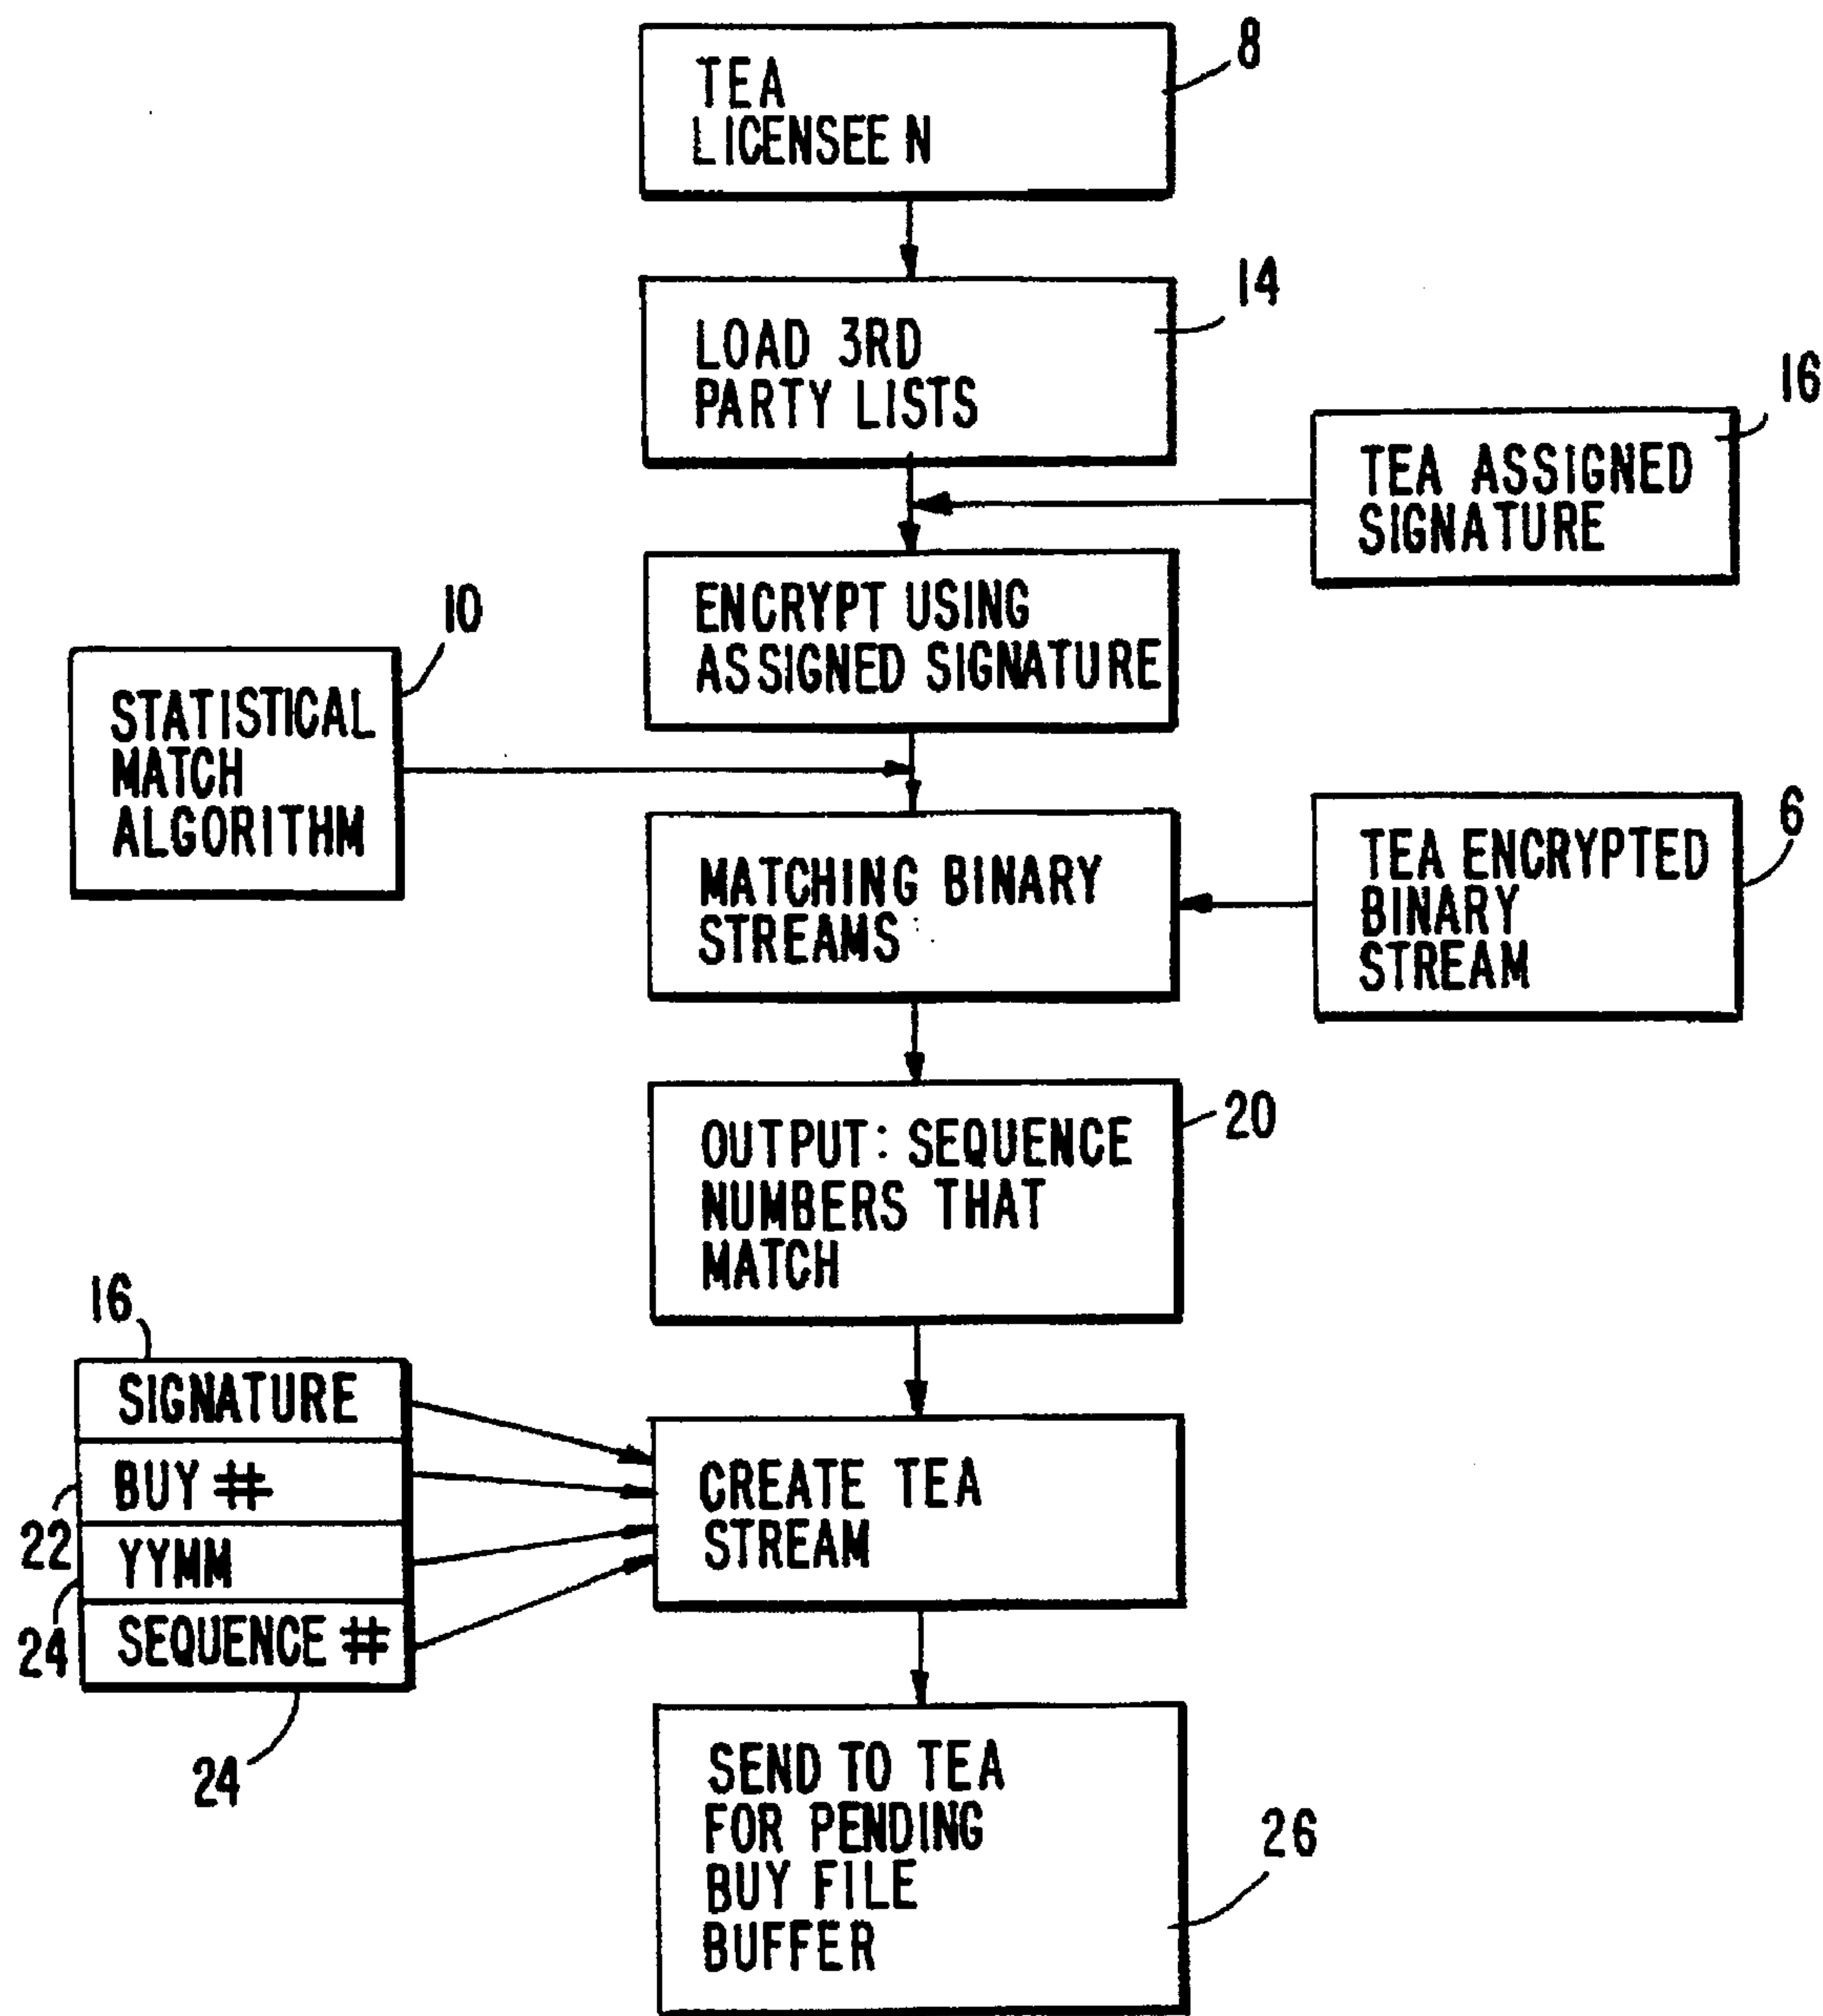 8
TEA
LICENSEE N
14
LOAD 3RD
PARTY LISTS
16
TEA ASSIGNED
SIGNATURE
ENCRYPT USING
ASSIGNED SIGNATURE
10
STATISTICAL
MATCH
ALGORITHM
MATCHING BINARY
STREAMS
6
TEA ENCRYPTED
BINARY
STREAM
20
OUTPUT: SEQUENCE
NUMBERS THAT
MATCH
16
SIGNATURE
BUY #
22
YYMM
24
SEQUENCE #
24
CREATE TEA
STREAM
SEND TO TEA
FOR PENDING
BUY FILE
BUFFER
26